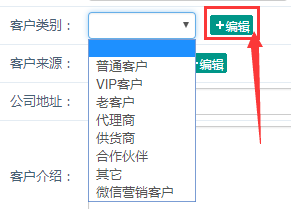 客户类别：
+编辑
客户来源：
编辑
普通客户
VIP客户
老客户
公司地址：
代理商
供货商
合作伙伴
客户介绍：
其它
微信营销客户